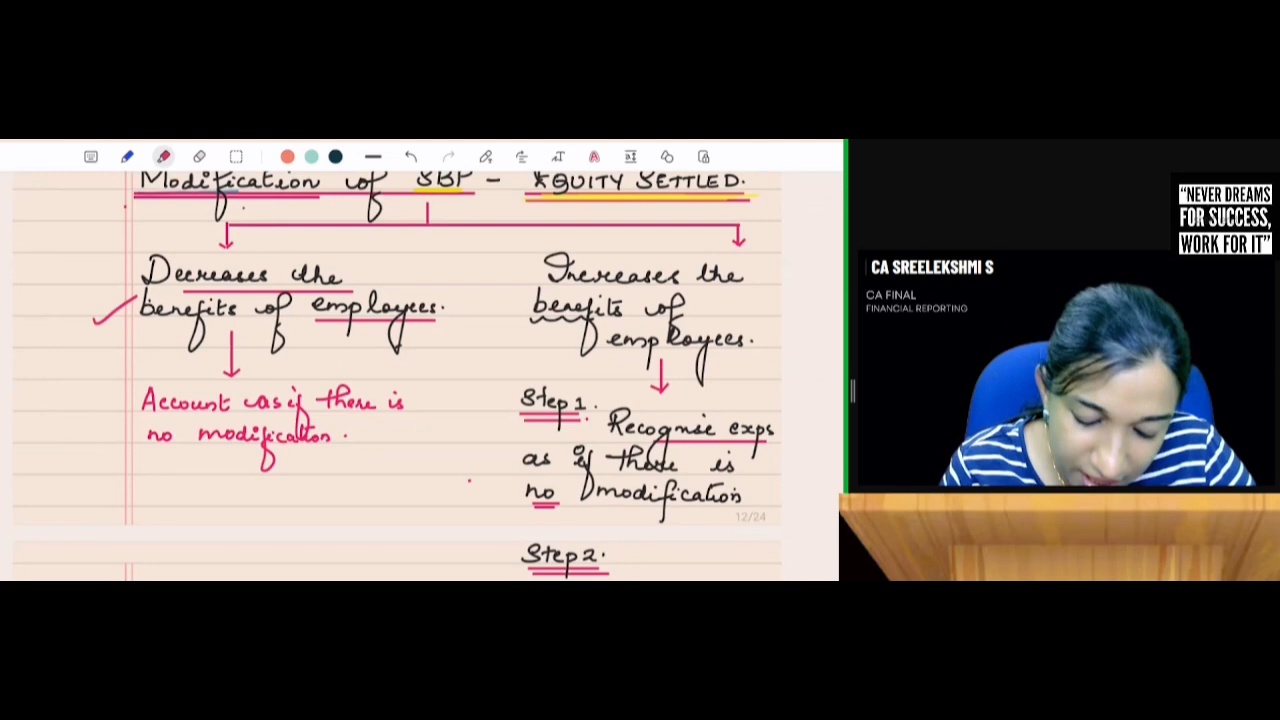 Modification of SBP - EQUITY SETTLED.
Decreases the
benefits of employees.
Account as if there is
no modification.
Increases the
benefits of
employees.
Step 1.
Recognise exps
as if there is
no modification
12/24
Step 2.
"NEVER DREAMS
FOR SUCCESS,
WORK FOR IT"
CA SREELEKSHMI S
CA FINAL
FINANCIAL REPORTING